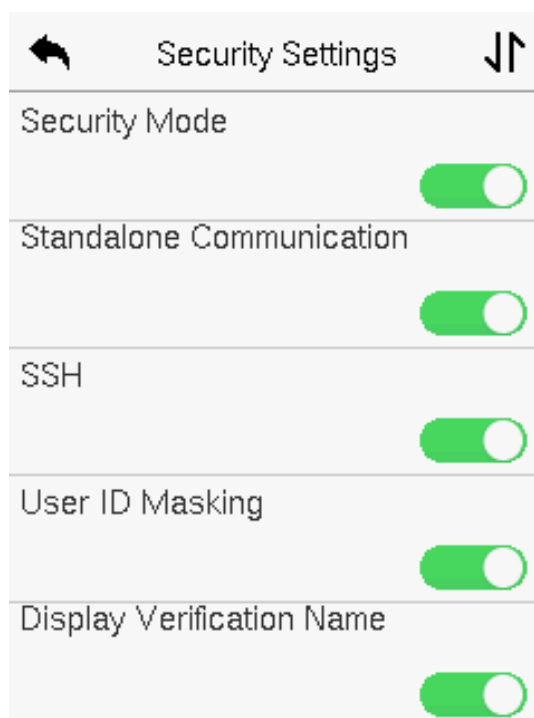 Security Settings
Security Mode
Standalone Communication
SSH
User ID Masking
Display Verification Name